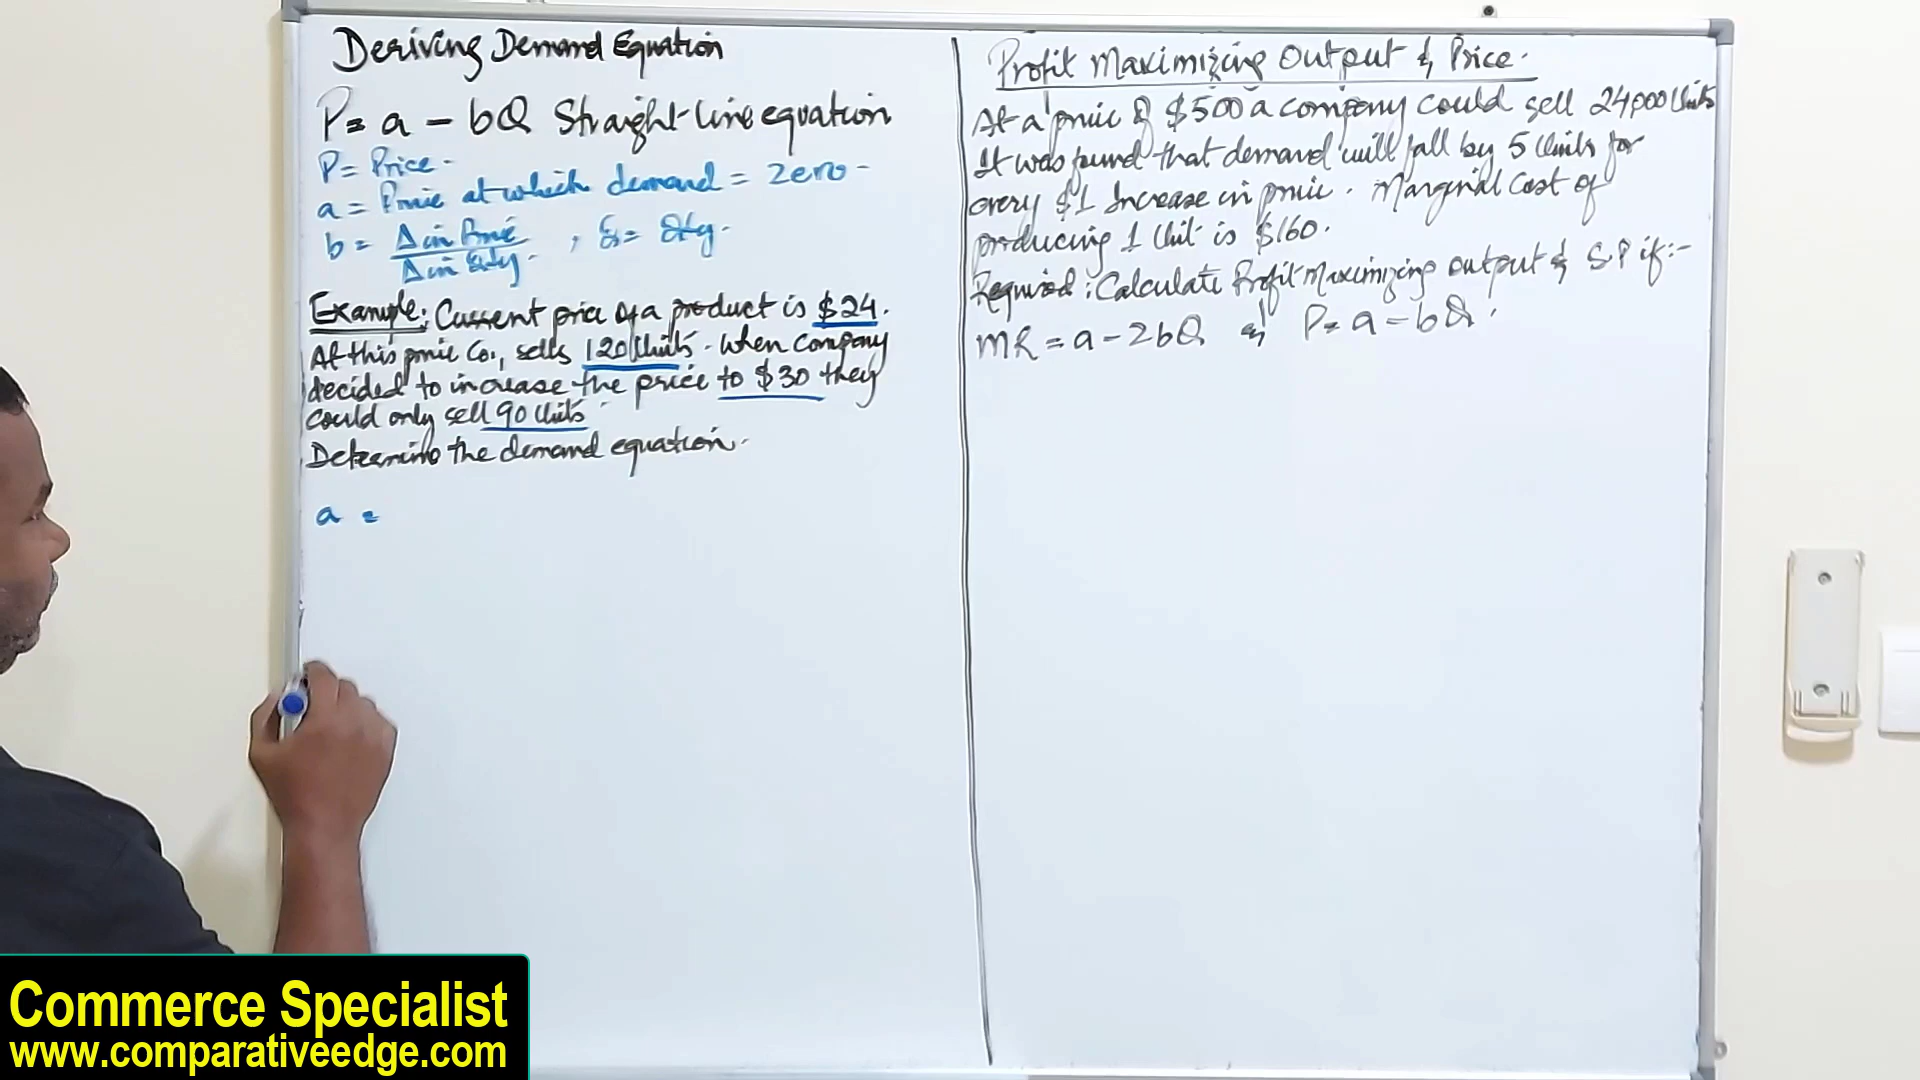 Deriving Demand Equation
P = a - bQ Straight-line equation
P = Price.
a = Price at which demand = Zero -
b = Δ in Price / Δ in Qty. , Q = Qty.
Example: Current price of a product is $24.
At this price Co., sells 120 Units. When company
decided to increase the price to $30 they
could only sell 90 Units
Determine the demand equation.
a =
Profit Maximizing Output & Price.
At a price of $500 a company could sell 24000 Units
It was found that demand will fall by 5 Units for
every $1 Increase in price. Marginal Cost of
producing 1 Unit is $160.
Required: Calculate Profit Maximizing output & S.P if:-
MR = a - 2bQ & P = a - bQ.
Commerce Specialist
www.comparativeedge.com